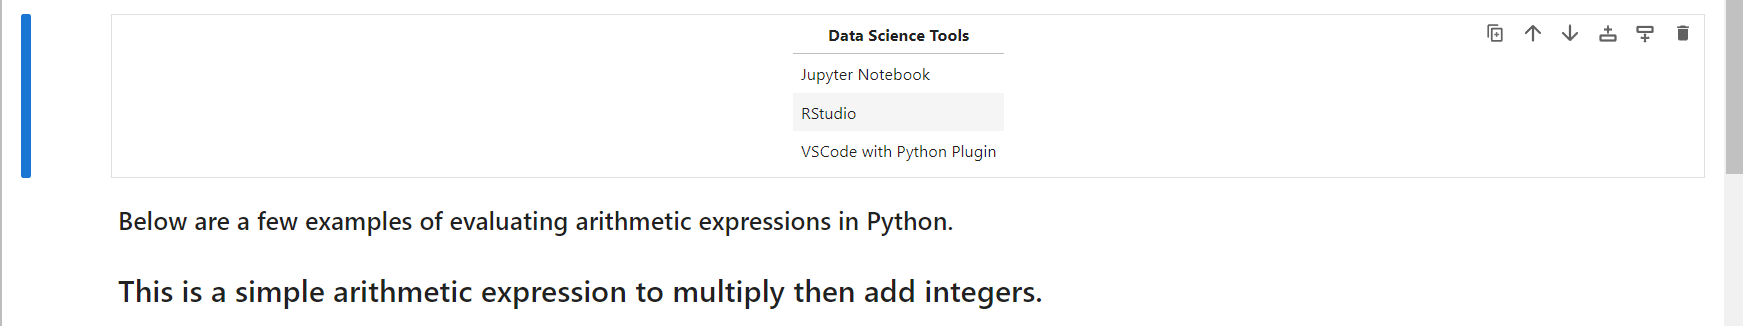 Data Science Tools
Jupyter Notebook
RStudio
VSCode with Python Plugin
Below are a few examples of evaluating arithmetic expressions in Python.
This is a simple arithmetic expression to multiply then add integers.